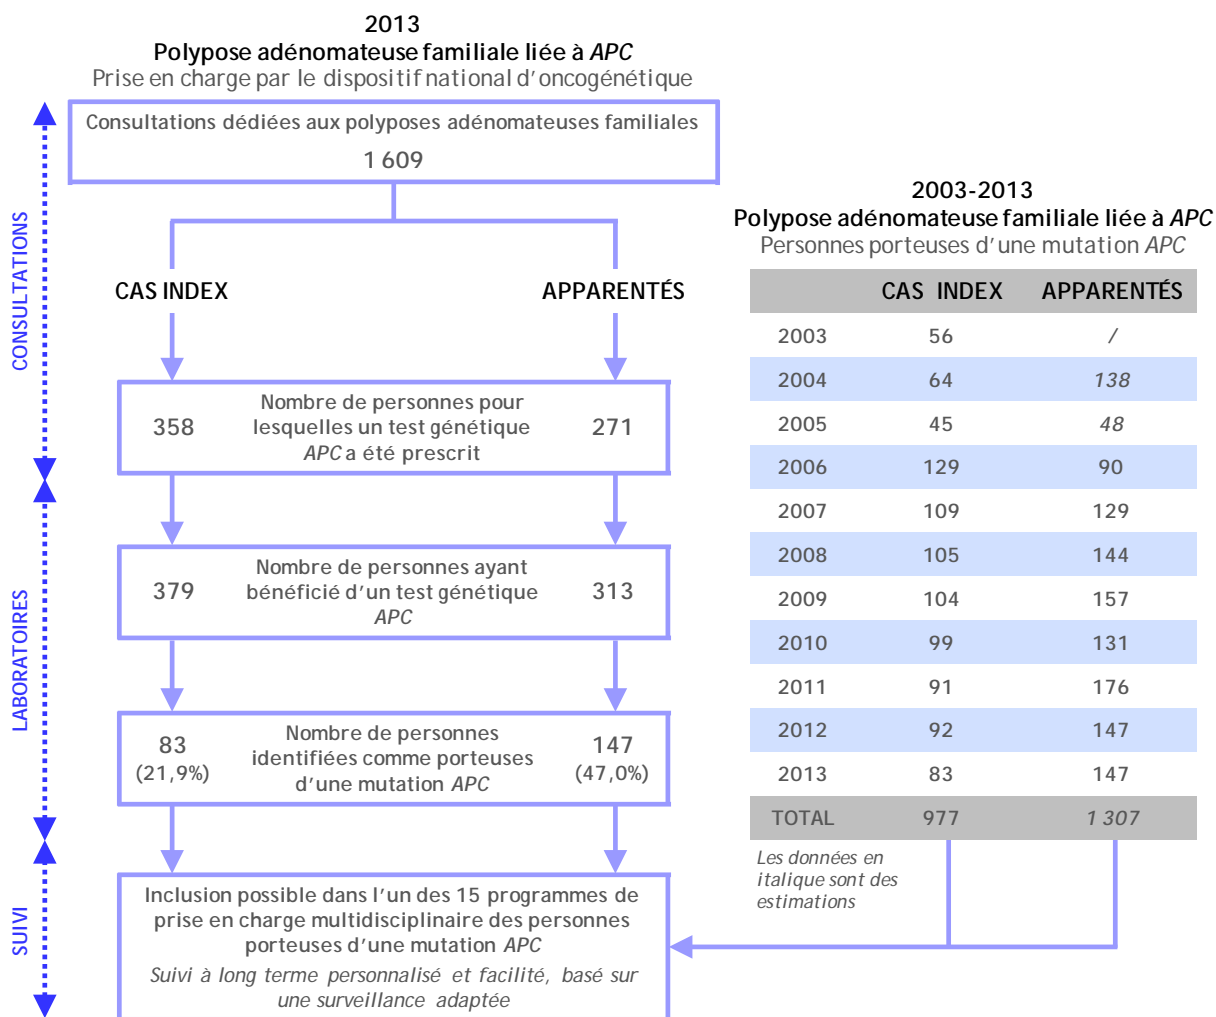 2013
Polypose adénomateuse familiale liée à APC
Prise en charge par le dispositif national d'oncogénétique
Consultations dédiées aux polyposes adénomateuses familiales
1 609
CONSULTATIONS
CAS INDEX
APPARENTÉS
358
Nombre de personnes pour
lesquelles un test génétique
APC a été prescrit
271
LABORATOIRES
379
Nombre de personnes ayant
bénéficié d'un test génétique
APC
313
83
(21,9%)
Nombre de personnes
identifiées comme porteuses
d'une mutation APC
147
(47,0%)
SUIVI
Inclusion possible dans l'un des 15 programmes de
prise en charge multidisciplinaire des personnes
porteuses d'une mutation APC
Suivi à long terme personnalisé et facilité, basé sur
une surveillance adaptée
2003-2013
Polypose adénomateuse familiale liée à APC
Personnes porteuses d'une mutation APC
CAS INDEX APPARENTÉS
2003 56 /
2004 64 138
2005 45 48
2006 129 90
2007 109 129
2008 105 144
2009 104 157
2010 99 131
2011 91 176
2012 92 147
2013 83 147
TOTAL 977 1 307
Les données en
italique sont des
estimations